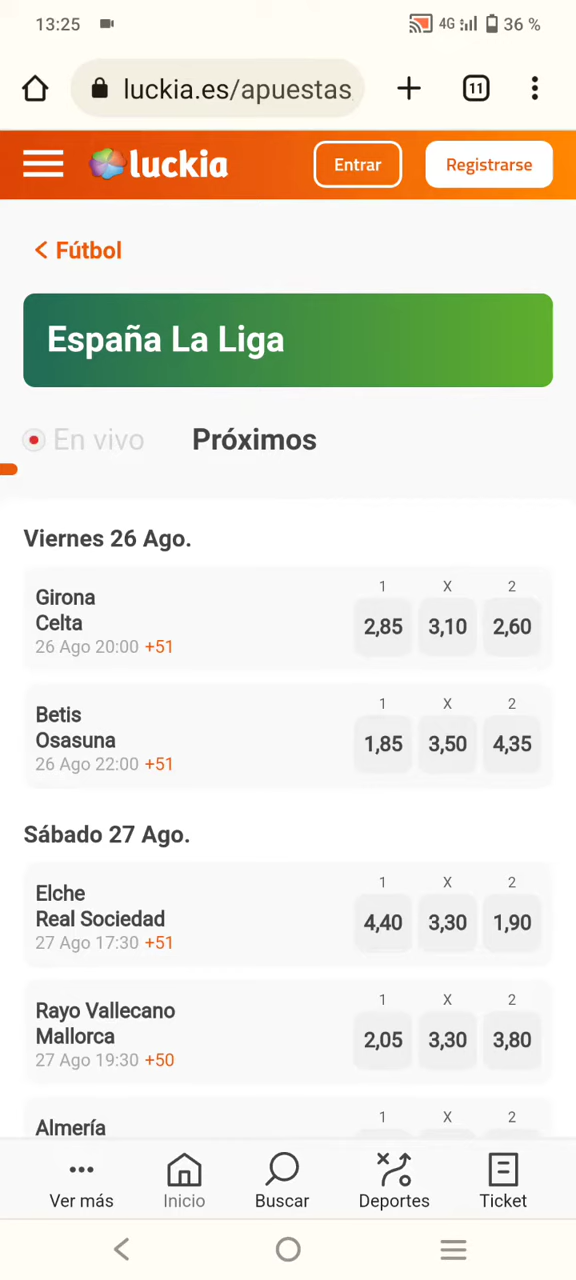 13:25 4G 36 %
luckia.es/apuestas 11
luckia Entrar Registrarse
< Fútbol
España La Liga
En vivo Próximos
Viernes 26 Ago.
1 X 2
Girona
Celta
2,85 3,10 2,60
26 Ago 20:00 +51
1 X 2
Betis
Osasuna
1,85 3,50 4,35
26 Ago 22:00 +51
Sábado 27 Ago.
1 X 2
Elche
Real Sociedad
4,40 3,30 1,90
27 Ago 17:30 +51
1 X 2
Rayo Vallecano
Mallorca
2,05 3,30 3,80
27 Ago 19:30 +50
1 X 2
Almería
Ver más Inicio Buscar Deportes Ticket